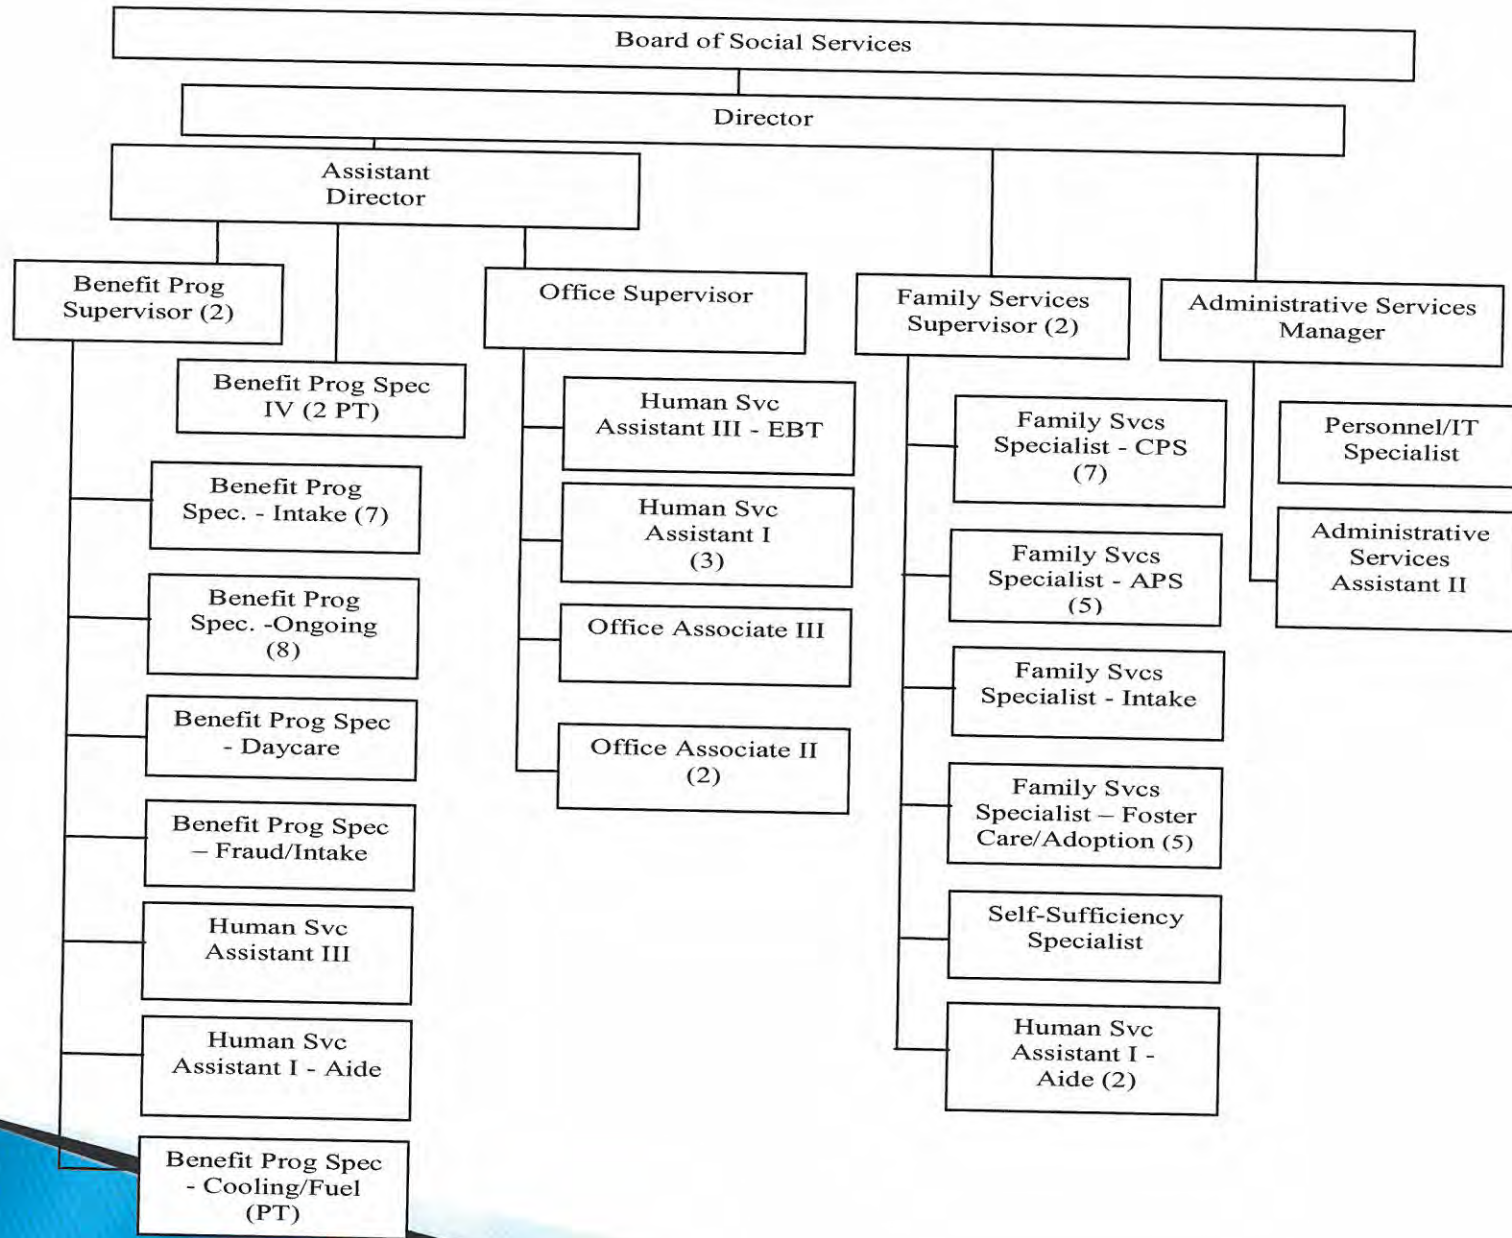 Board of Social Services
Director
Assistant
Director
Benefit Prog
Supervisor (2)
Office Supervisor
Family Services
Supervisor (2)
Administrative Services
Manager
Benefit Prog Spec
IV (2 PT)
Benefit Prog
Spec. - Intake (7)
Benefit Prog
Spec. -Ongoing
(8)
Benefit Prog Spec
- Daycare
Benefit Prog Spec
– Fraud/Intake
Human Svc
Assistant III
Human Svc
Assistant I - Aide
Benefit Prog Spec
- Cooling/Fuel
(PT)
Human Svc
Assistant III - EBT
Human Svc
Assistant I
(3)
Office Associate III
Office Associate II
(2)
Family Svcs
Specialist - CPS
(7)
Family Svcs
Specialist - APS
(5)
Family Svcs
Specialist - Intake
Family Svcs
Specialist – Foster
Care/Adoption (5)
Self-Sufficiency
Specialist
Human Svc
Assistant I -
Aide (2)
Personnel/IT
Specialist
Administrative
Services
Assistant II